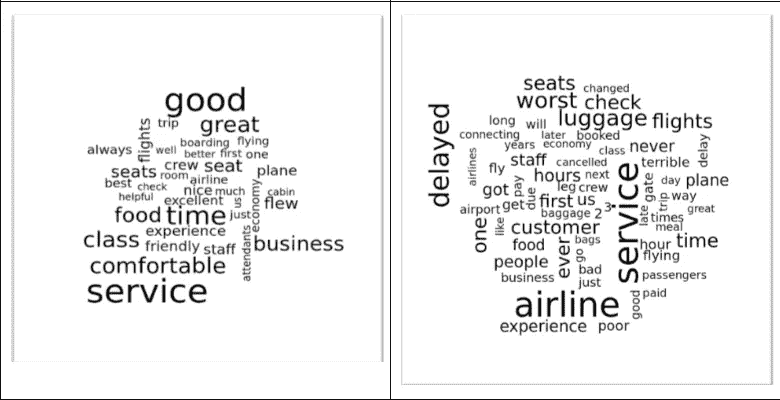 good
trip great
flights
boarding flying
always well better first one
crew seat
seats room airline plane
best check nice much cabin
helpful excellent us economy flew
food time just
experience
class friendly staff business
attendants
comfortable
service
seats changed
worst check
delayed
luggage flights
long will
connecting later booked
years economy class never delay
airlines staff cancelled terrible
fly hours next
got pay leg crew day plane
due first us gate trip way
airport get baggage 2 3 late great
like times
one customer service meal
food ever bags hour time
go flying
people bad
business just passengers
good paid
airline
experience poor